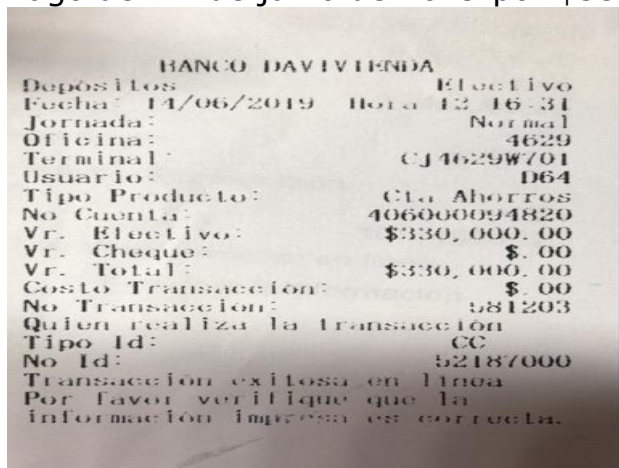 BANCO DAVIVIENDA
Depósitos Efectivo
Fecha: 14/06/2019 Hora 12:16:31
Jornada: Normal
Oficina: 4629
Terminal: CJ4629W701
Usuario: D64
Tipo Producto: Cta Ahorros
No Cuenta: 406000094820
Vr. Efectivo: $330,000.00
Vr. Cheque: $.00
Vr. Total: $330,000.00
Costo Transacción: $.00
No Transacción: 581203
Quien realiza la transacción
Tipo Id: CC
No Id: 52187000
Transacción exitosa en línea
Por favor verifique que la
información impresa es correcta.